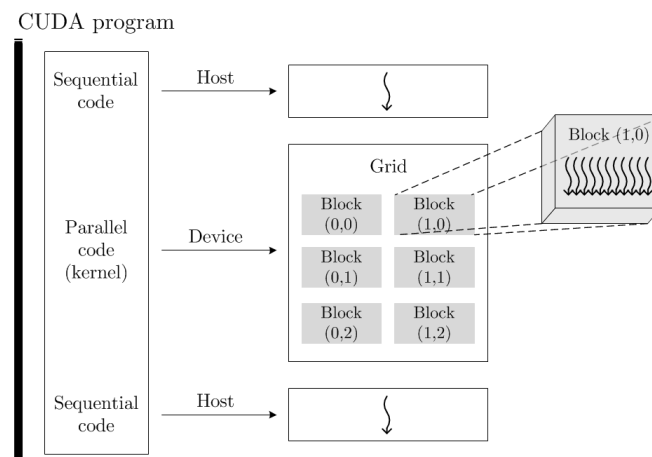 CUDA program
Sequential
code
Host
Block (1,0)
Grid
Block
(0,0)
Block
(1,0)
Parallel
code
(kernel)
Device
Block
(0,1)
Block
(1,1)
Block
(0,2)
Block
(1,2)
Sequential
code
Host